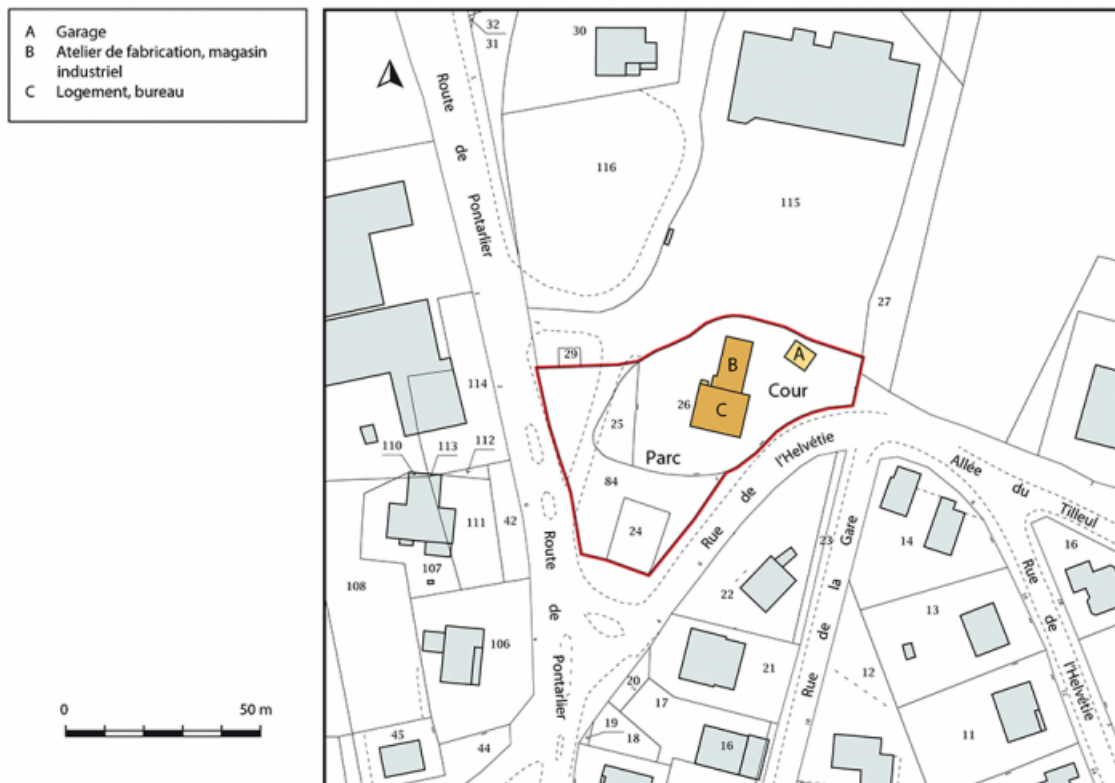 A Garage
B Atelier de fabrication, magasin
industriel
C Logement, bureau
0 50 m
32
31
30
Route
de
Pontarlier
116
115
27
29
114
B
A
C
Cour
26
25
Parc
84
24
110
113
112
111
42
107
108
106
Route
de
Pontarlier
Rue
de
l'Helvétie
Allée
du
Tilleul
23
Rue
de
la
Gare
14
16
Rue
de
l'Helvétie
22
13
12
21
20
17
19
18
16
11
45
44